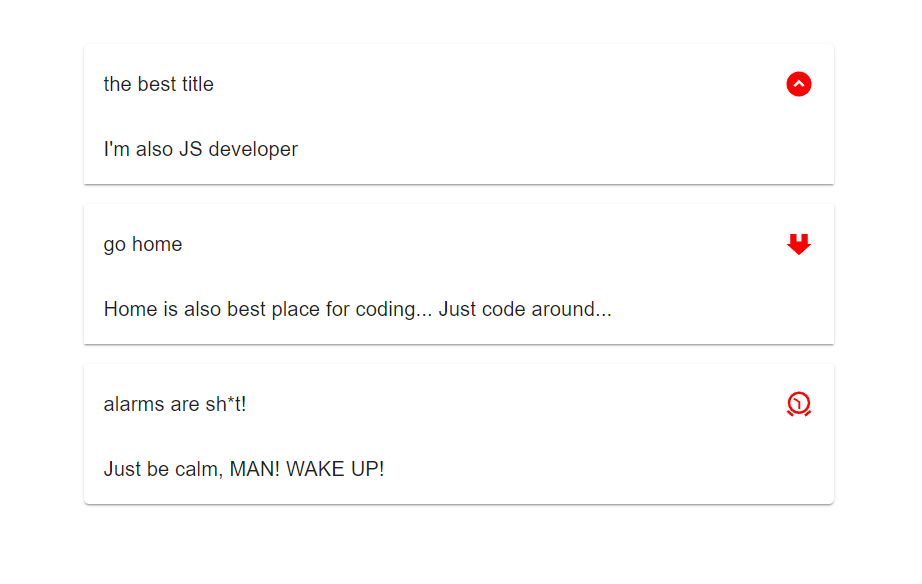 the best title
I'm also JS developer
go home
Home is also best place for coding... Just code around...
alarms are sh*t!
Just be calm, MAN! WAKE UP!